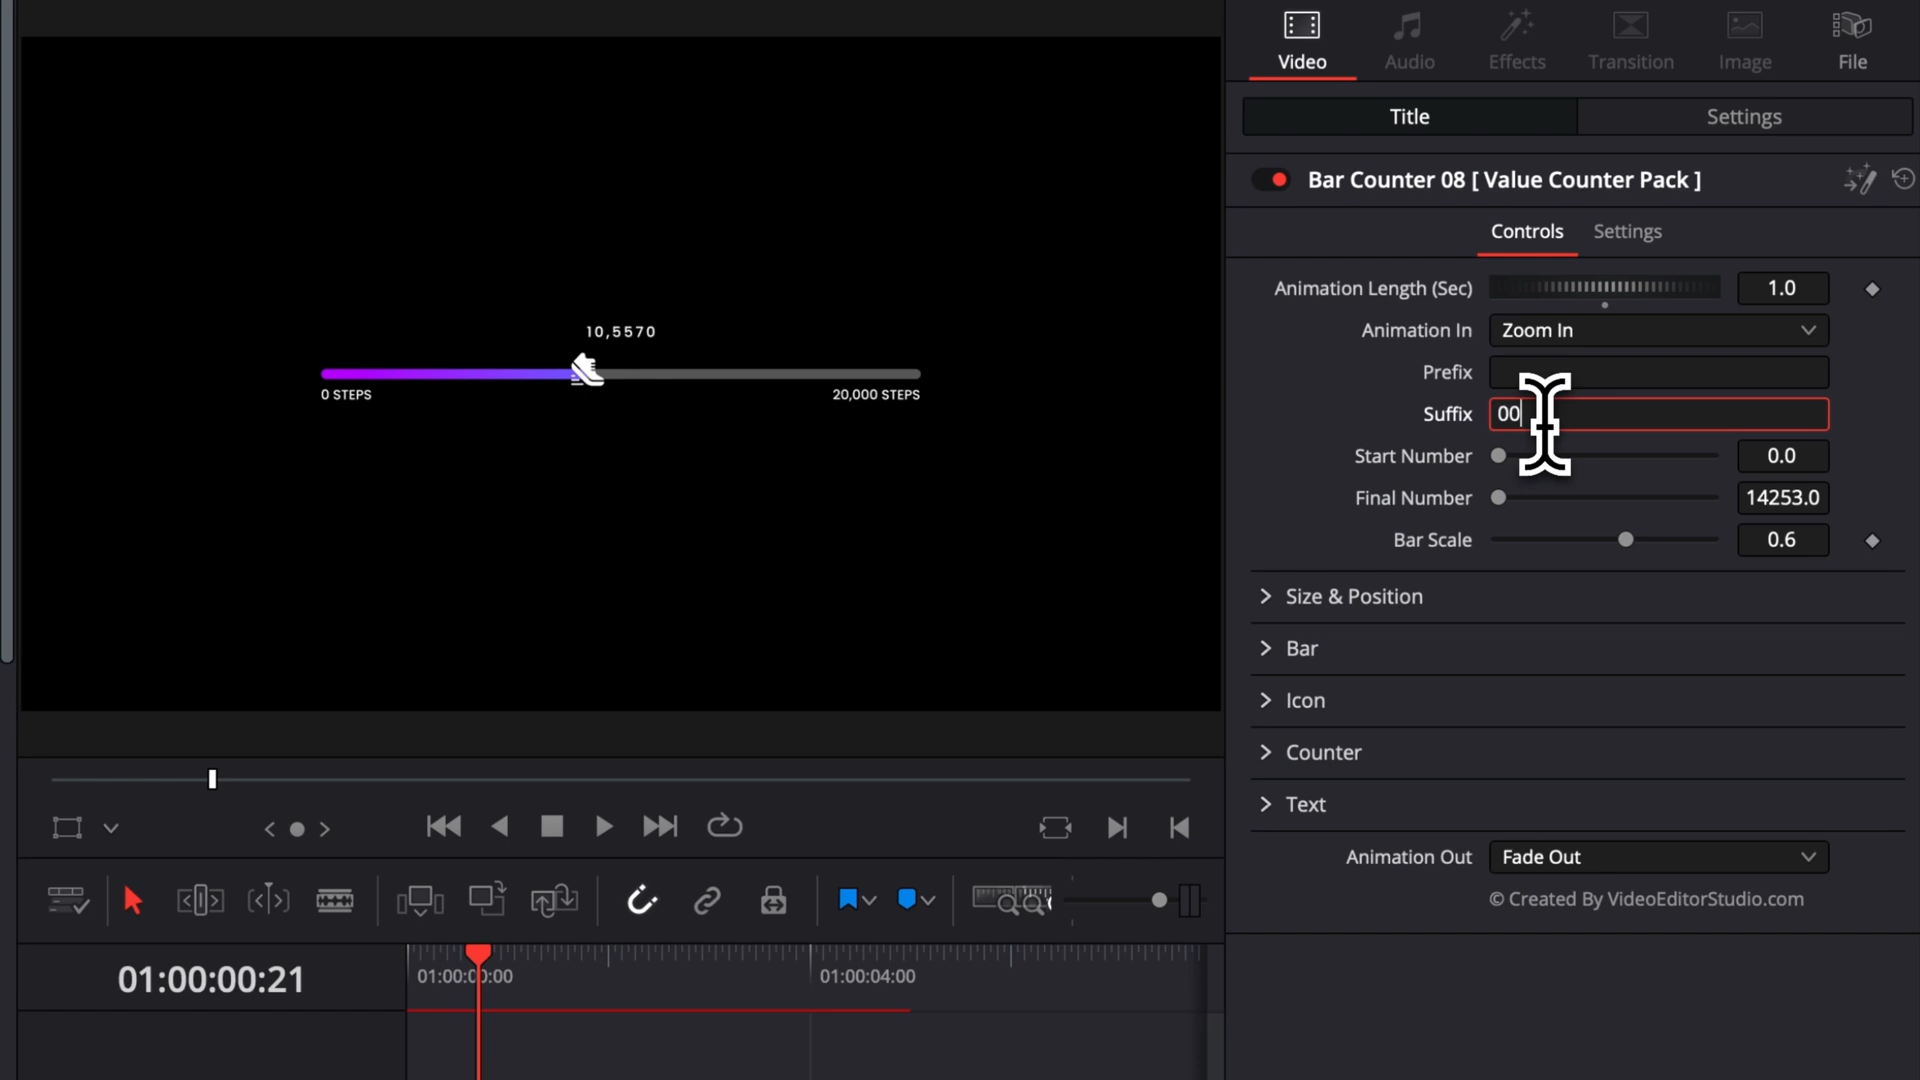 Video
Audio
Effects
Transition
Image
File
Title
Settings
Bar Counter 08 [ Value Counter Pack ]
Controls
Settings
Animation Length (Sec)
1.0
Animation In
Zoom In
Prefix
Suffix
00
Start Number
0.0
Final Number
14253.0
Bar Scale
0.6
Size & Position
Bar
Icon
Counter
Text
Animation Out
Fade Out
© Created By VideoEditorStudio.com
10,5570
0 STEPS
20,000 STEPS
01:00:00:21
01:00:00:00
01:00:04:00